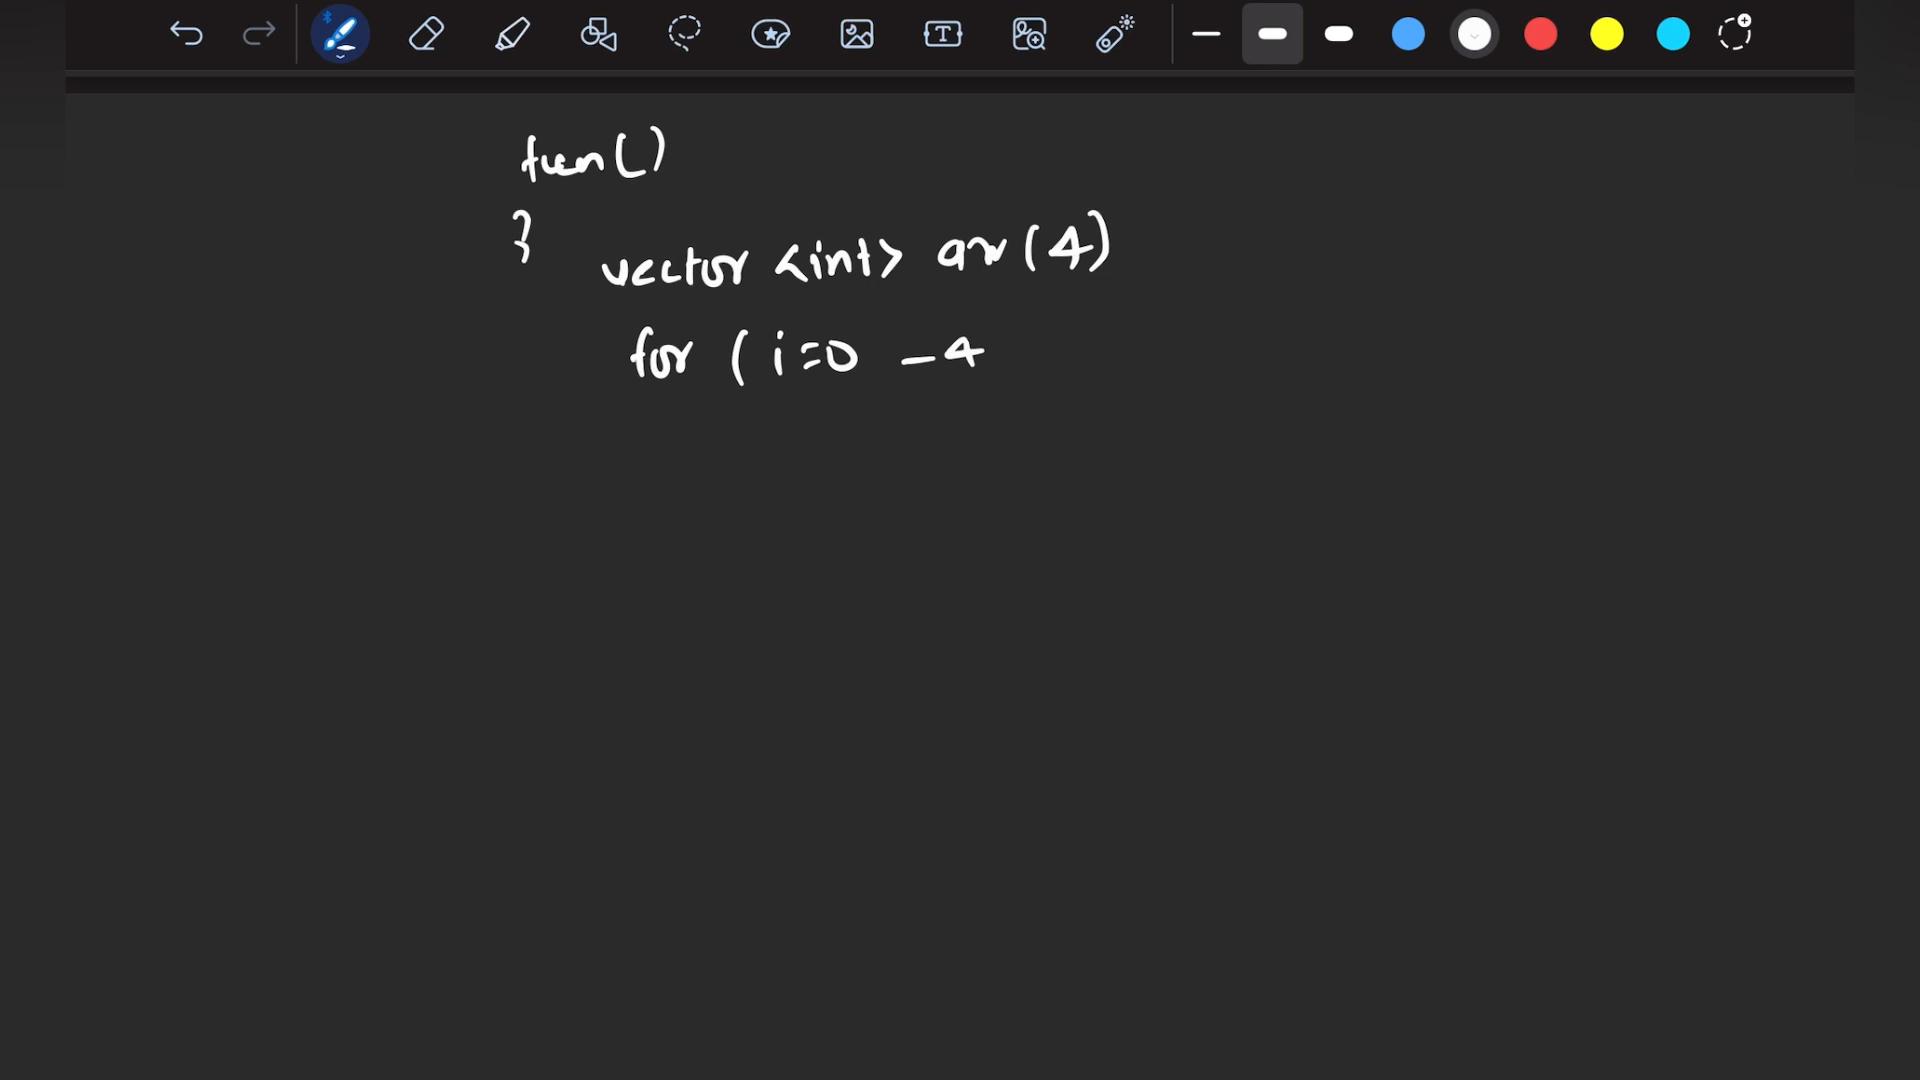 fun()
}
vector <int> arr(4)
for ( i=0 - 4